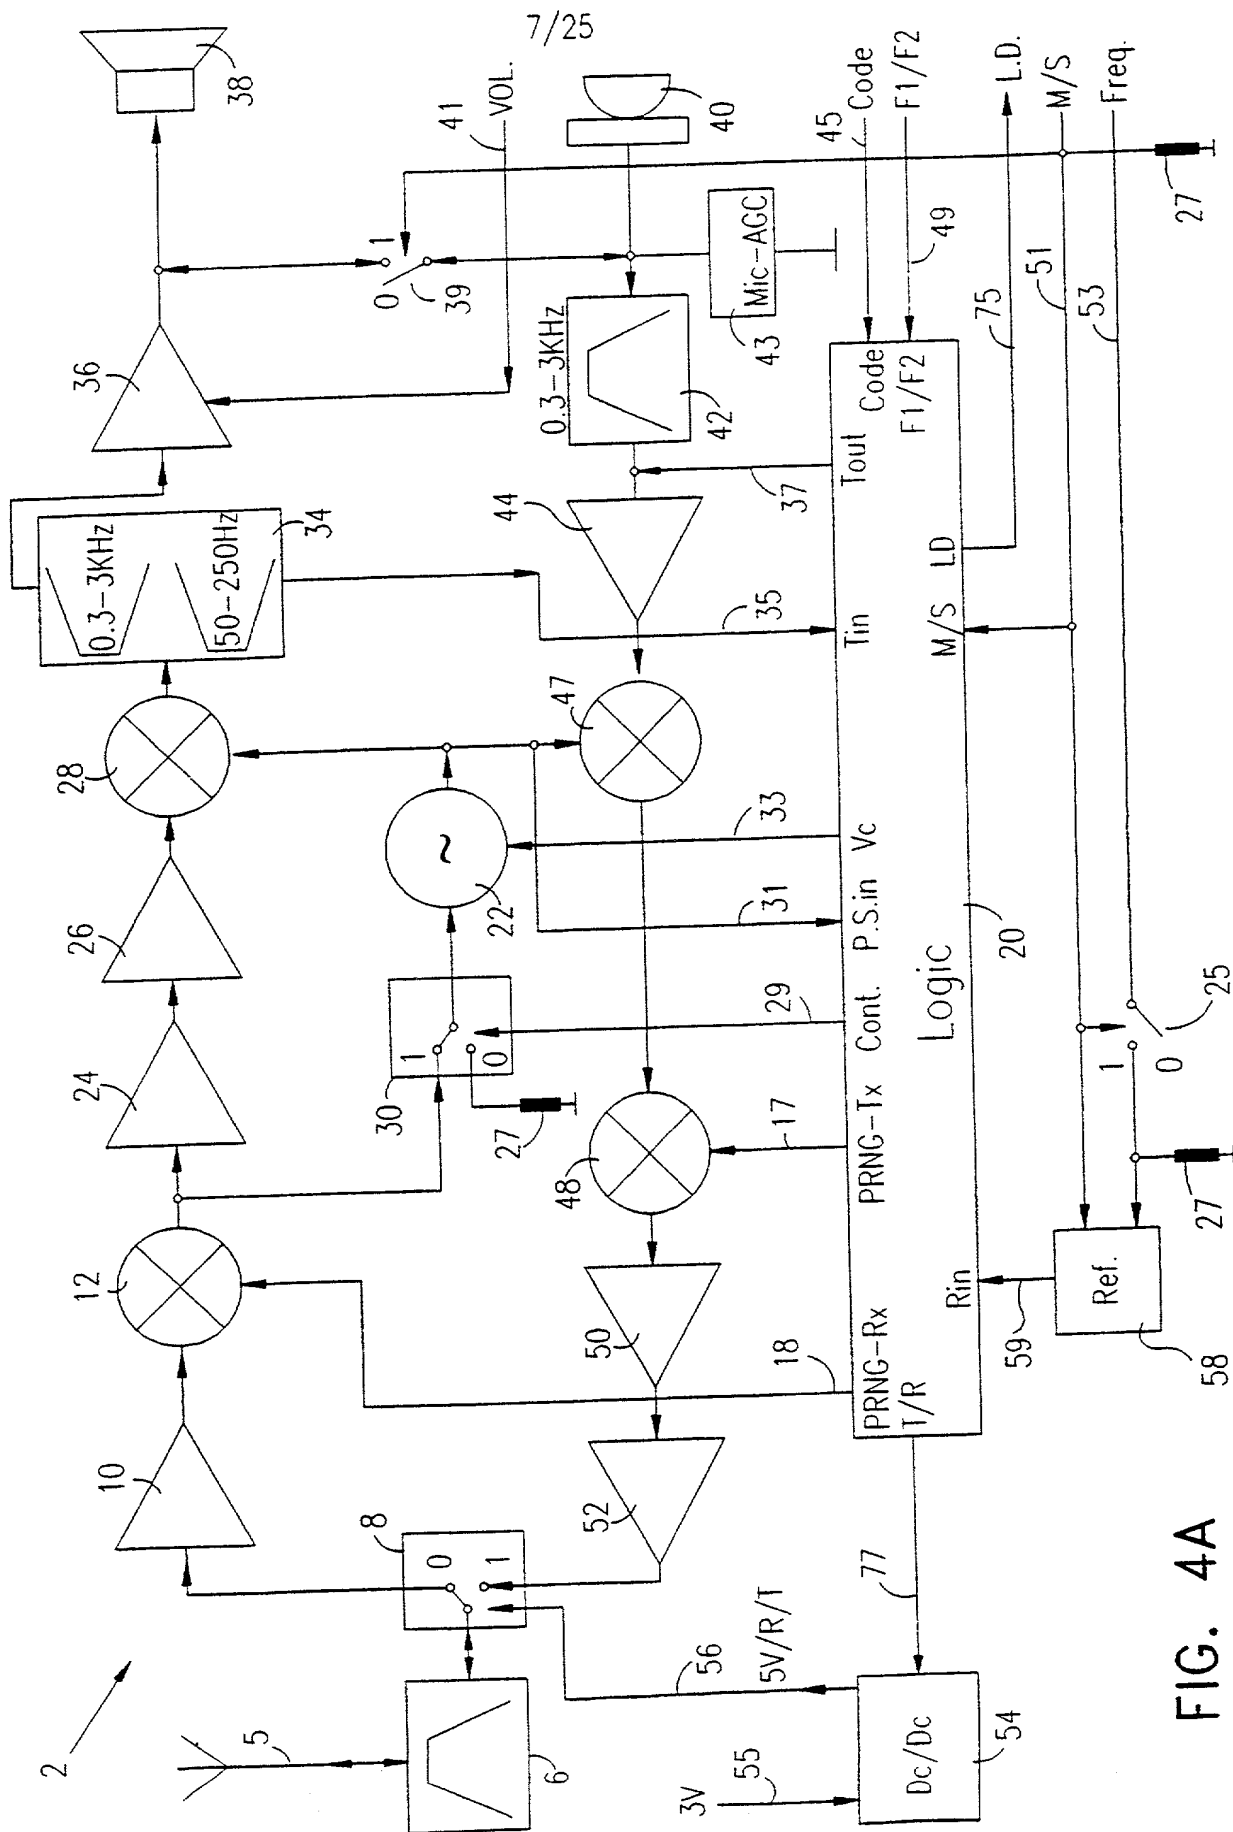 7/25
38
36
VOL.
41
40
39
1
0
0.3-3KHz
42
Mic-AGC
43
45
Code
F1/F2
49
L.D.
M/S
Freq.
27
51
53
75
0.3-3KHz
50-250Hz
34
44
37
Tout
Code
F1/F2
LD
M/S
Tin
35
28
47
22
~
33
Vc
31
P.S.in
29
Cont.
20
Logic
26
24
30
1
0
27
48
17
PRNG-Tx
12
50
18
PRNG-Rx
T/R
Rin
59
Ref.
58
27
25
1
0
10
52
8
0
1
56
5V/R/T
77
Dc/Dc
54
3V
55
2
5
6
FIG. 4A